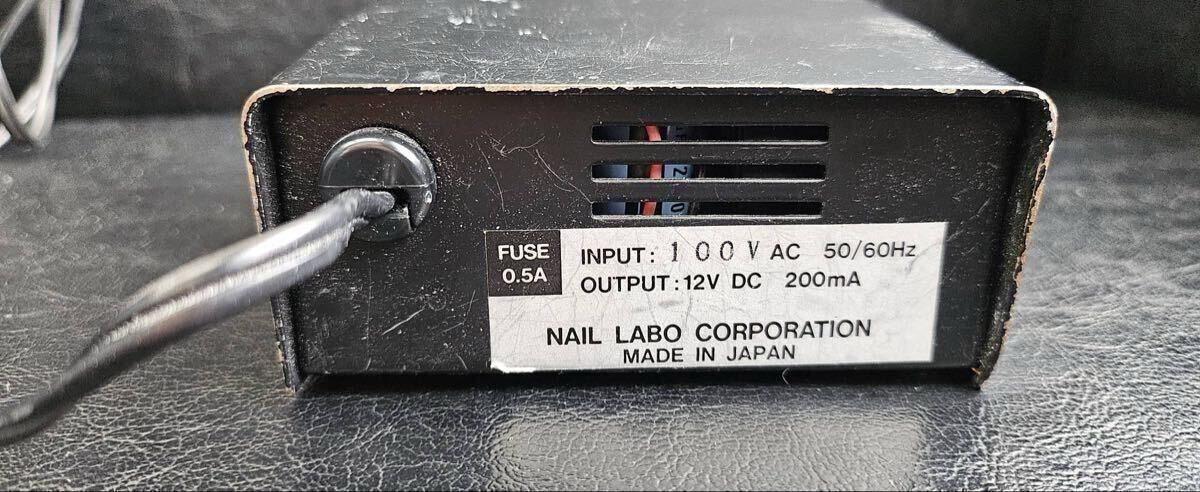 FUSE
0.5A
INPUT: 100V AC 50/60Hz
OUTPUT:12V DC 200mA
NAIL LABO CORPORATION
MADE IN JAPAN